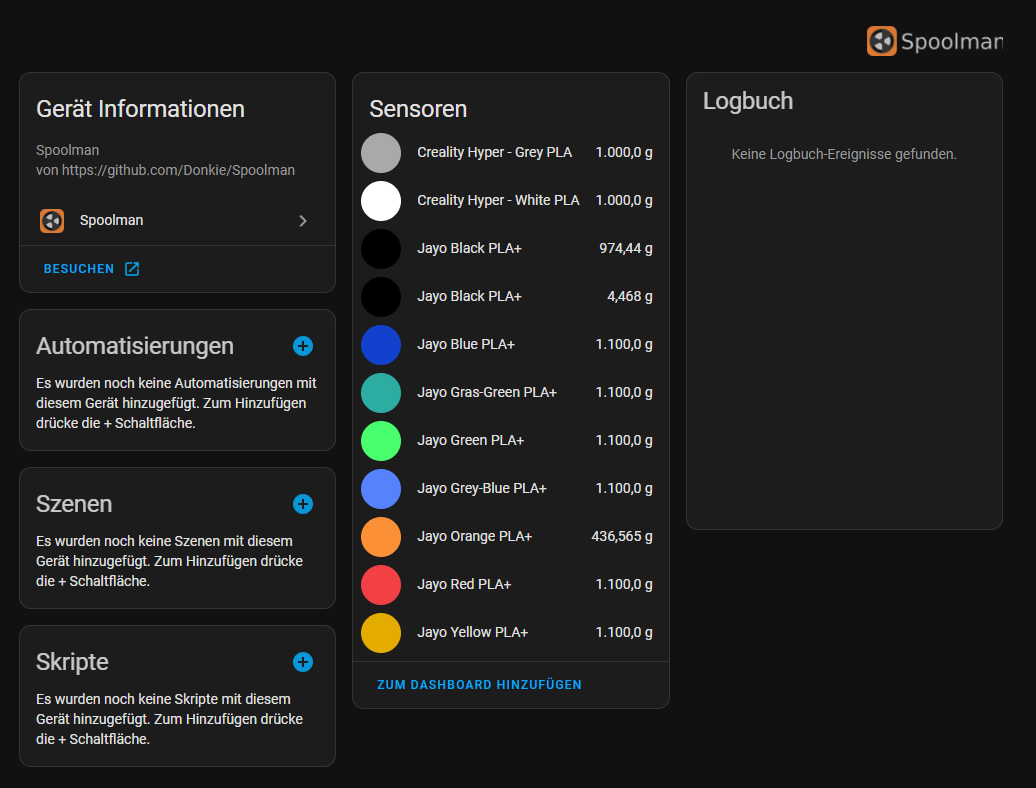 Spoolman
Gerät Informationen
Spoolman
von https://github.com/Donkie/Spoolman
Spoolman
BESUCHEN
Automatisierungen
Es wurden noch keine Automatisierungen mit
diesem Gerät hinzugefügt. Zum Hinzufügen
drücke die + Schaltfläche.
Szenen
Es wurden noch keine Szenen mit diesem
Gerät hinzugefügt. Zum Hinzufügen drücke
die + Schaltfläche.
Skripte
Es wurden noch keine Skripte mit diesem
Gerät hinzugefügt. Zum Hinzufügen drücke
die + Schaltfläche.
Sensoren
Creality Hyper - Grey PLA 1.000,0 g
Creality Hyper - White PLA 1.000,0 g
Jayo Black PLA+ 974,44 g
Jayo Black PLA+ 4,468 g
Jayo Blue PLA+ 1.100,0 g
Jayo Gras-Green PLA+ 1.100,0 g
Jayo Green PLA+ 1.100,0 g
Jayo Grey-Blue PLA+ 1.100,0 g
Jayo Orange PLA+ 436,565 g
Jayo Red PLA+ 1.100,0 g
Jayo Yellow PLA+ 1.100,0 g
ZUM DASHBOARD HINZUFÜGEN
Logbuch
Keine Logbuch-Ereignisse gefunden.